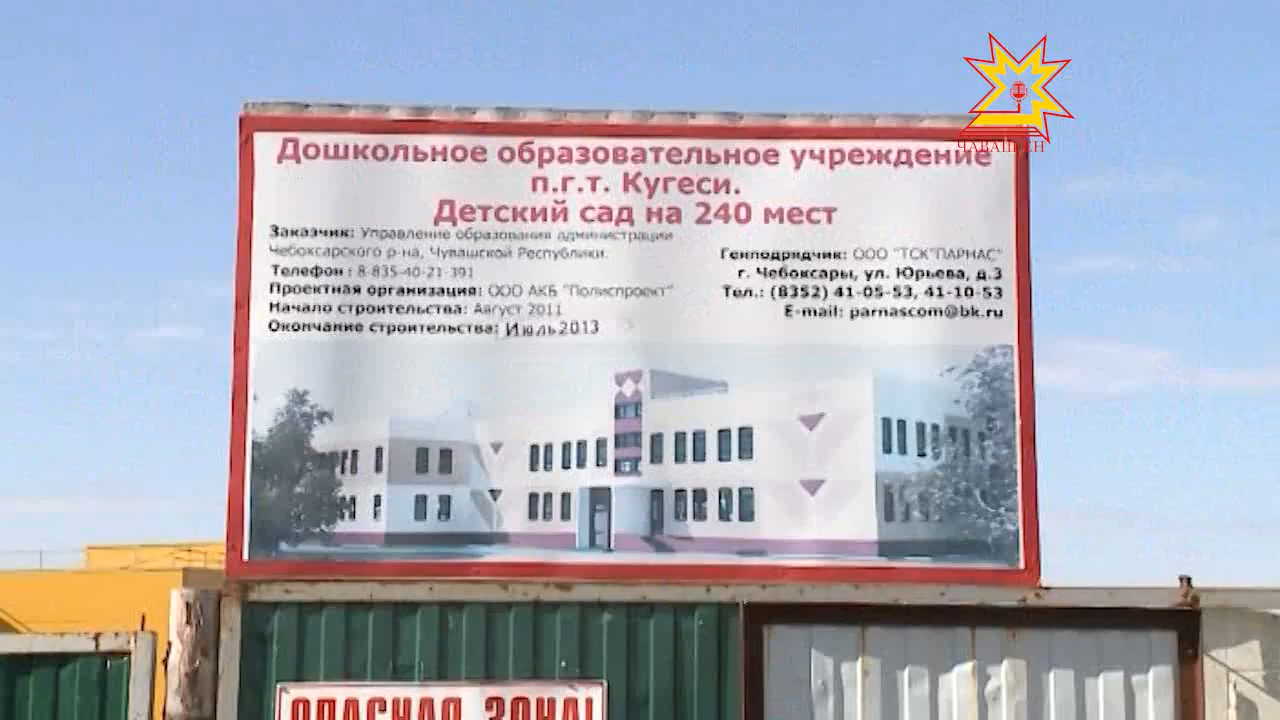 Дошкольное образовательное учреждение
п.г.т. Кугеси.
Детский сад на 240 мест
Заказчик: Управление образования администрации
Чебоксарского р-на, Чувашской Республики
Телефон : 8-835-40-21-391
Проектная организация: ООО АКБ "Полиспроект"
Начало строительства: Август 2011
Окончание строительства: Июль 2013
Генподрядчик: ООО "ТСК"ПАРНАС"
г. Чебоксары, ул. Юрьева, д.3
Тел.: (8352) 41-05-53, 41-10-53
E-mail: parnascom@bk.ru
ОПАСНАЯ ЗОНА!